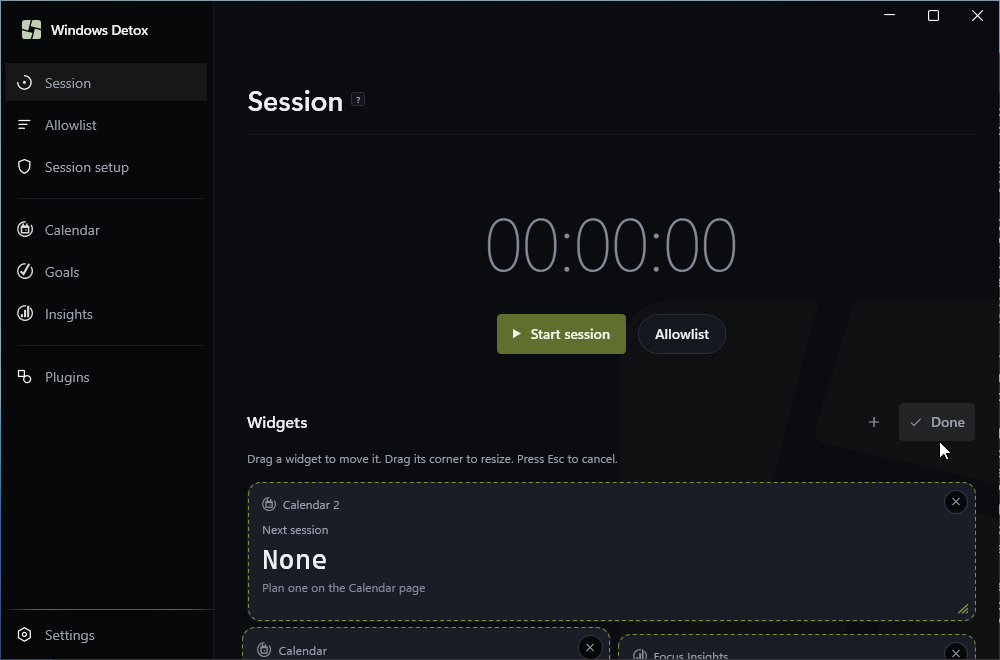 Windows Detox
Session
Allowlist
Session setup
Calendar
Goals
Insights
Plugins
Settings
Session ?
00:00:00
Start session
Allowlist
Widgets
+ Done
Drag a widget to move it. Drag its corner to resize. Press Esc to cancel.
Calendar 2
Next session
None
Plan one on the Calendar page
Calendar
Focus Insights